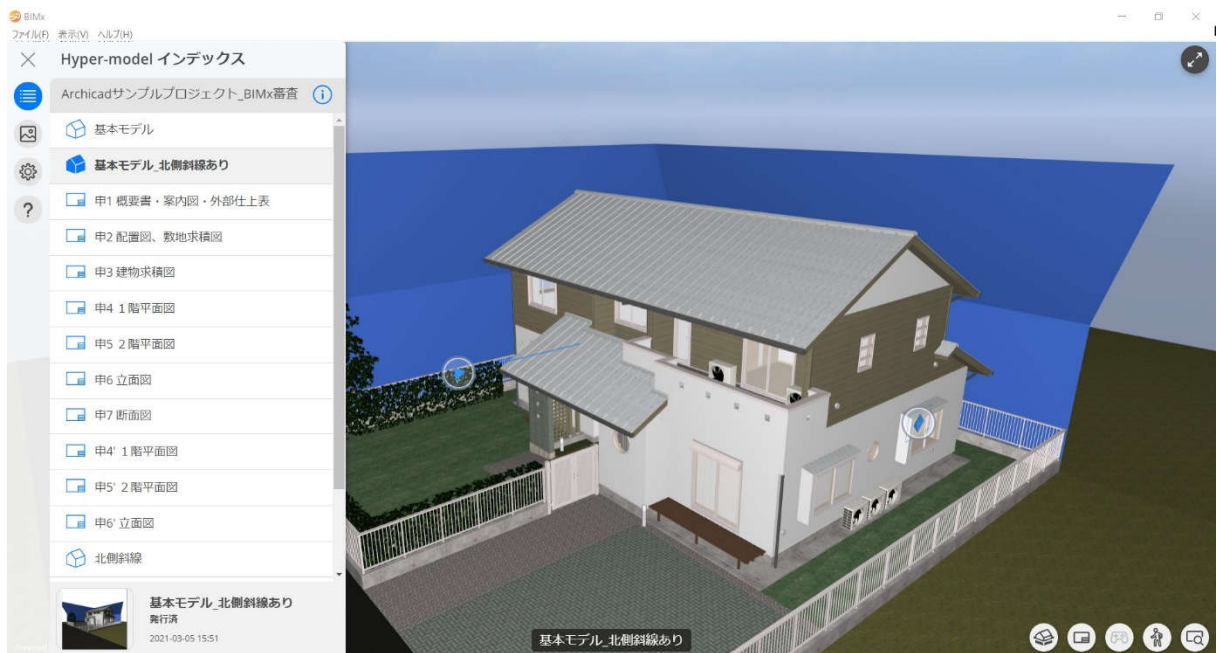 BIMx
ファイル(F) 表示(V) ヘルプ(H)
Hyper-model インデックス
Archicadサンプルプロジェクト_BIMx審査
基本モデル
基本モデル_北側斜線あり
申1 概要書・案内図・外部仕上表
申2 配置図、敷地求積図
申3 建物求積図
申4 1階平面図
申5 2階平面図
申6 立面図
申7 断面図
申4' 1階平面図
申5' 2階平面図
申6' 立面図
北側斜線
基本モデル_北側斜線あり
発行済
2021-03-05 15:51
基本モデル_北側斜線あり